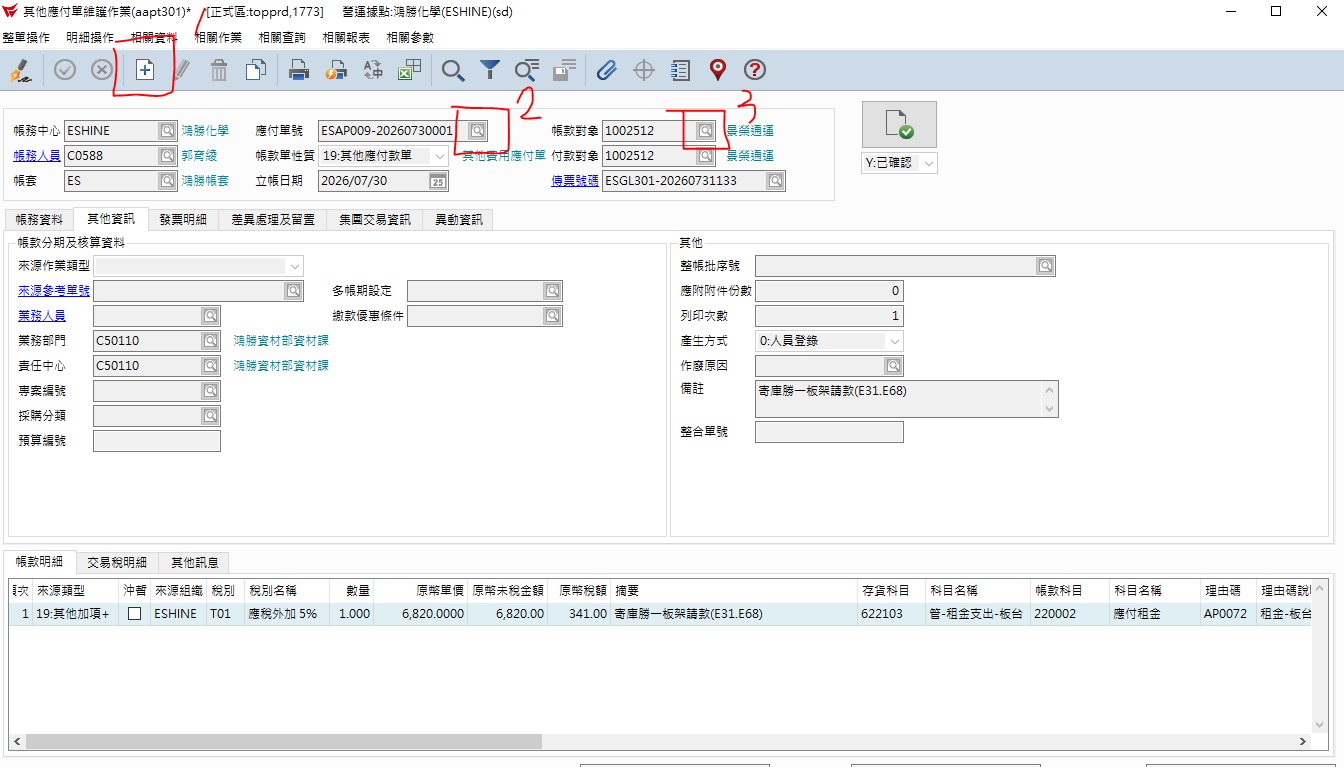 其他應付單維護作業(aapt301)* [正式區:topprd,1773] 營運據點:鴻勝化學(ESHINE)(sd)
整單操作 明細操作 相關資料 相關作業 相關查詢 相關報表 相關參數
2 3
帳務中心 ESHINE 鴻勝化學 應付單號 ESAP009-20260730001 帳款對象 1002512 景榮通運
帳務人員 C0588 郭育綾 帳款單性質 19:其他應付款單 其他費用應付單 付款對象 1002512 景榮通運 Y:已確認
帳套 ES 鴻勝帳套 立帳日期 2026/07/30 25 傳票號碼 ESGL301-20260731133
帳務資料 其他資訊 發票明細 差異處理及留置 集團交易資訊 異動資訊
帳款分期及核算資料 其他
來源作業類型 整帳批序號
來源參考單號 多帳期設定 應附附件份數 0
業務人員 繳款優惠條件 列印次數 1
業務部門 C50110 鴻勝資材部資材課 產生方式 0:人員登錄
責任中心 C50110 鴻勝資材部資材課 作廢原因
專案編號 備註 寄庫勝一板架請款(E31.E68)
採購分類
預算編號 整合單號
帳款明細 交易稅明細 其他訊息
項次 來源類型 沖暫 來源組織 稅別 稅別名稱 數量 原幣單價 原幣未稅金額 原幣稅額 摘要 存貨科目 科目名稱 帳款科目 科目名稱 理由碼 理由碼說明
1 19:其他加項+ ESHINE T01 應稅外加 5% 1.000 6,820.0000 6,820.00 341.00 寄庫勝一板架請款(E31.E68) 622103 管-租金支出-板台 220002 應付租金 AP0072 租金-板台